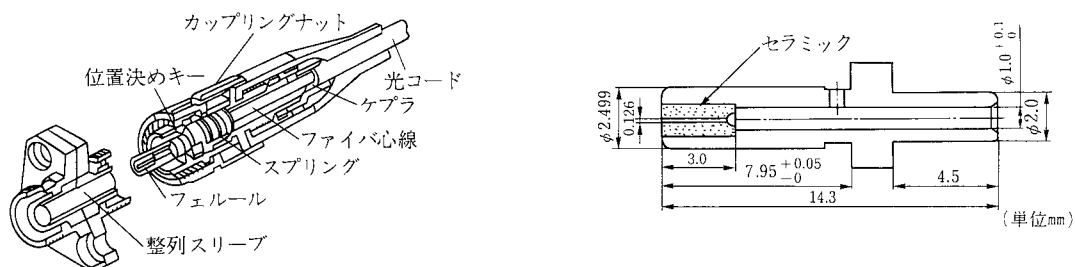 カップリングナット
位置決めキー
光コード
ケブラ
ファイバ心線
スプリング
フェルール
整列スリーブ
セラミック
φ2.499
0.126
φ1.0 +0.1 0
φ2.0
3.0
7.95 +0.05 −0
4.5
14.3
(単位mm)